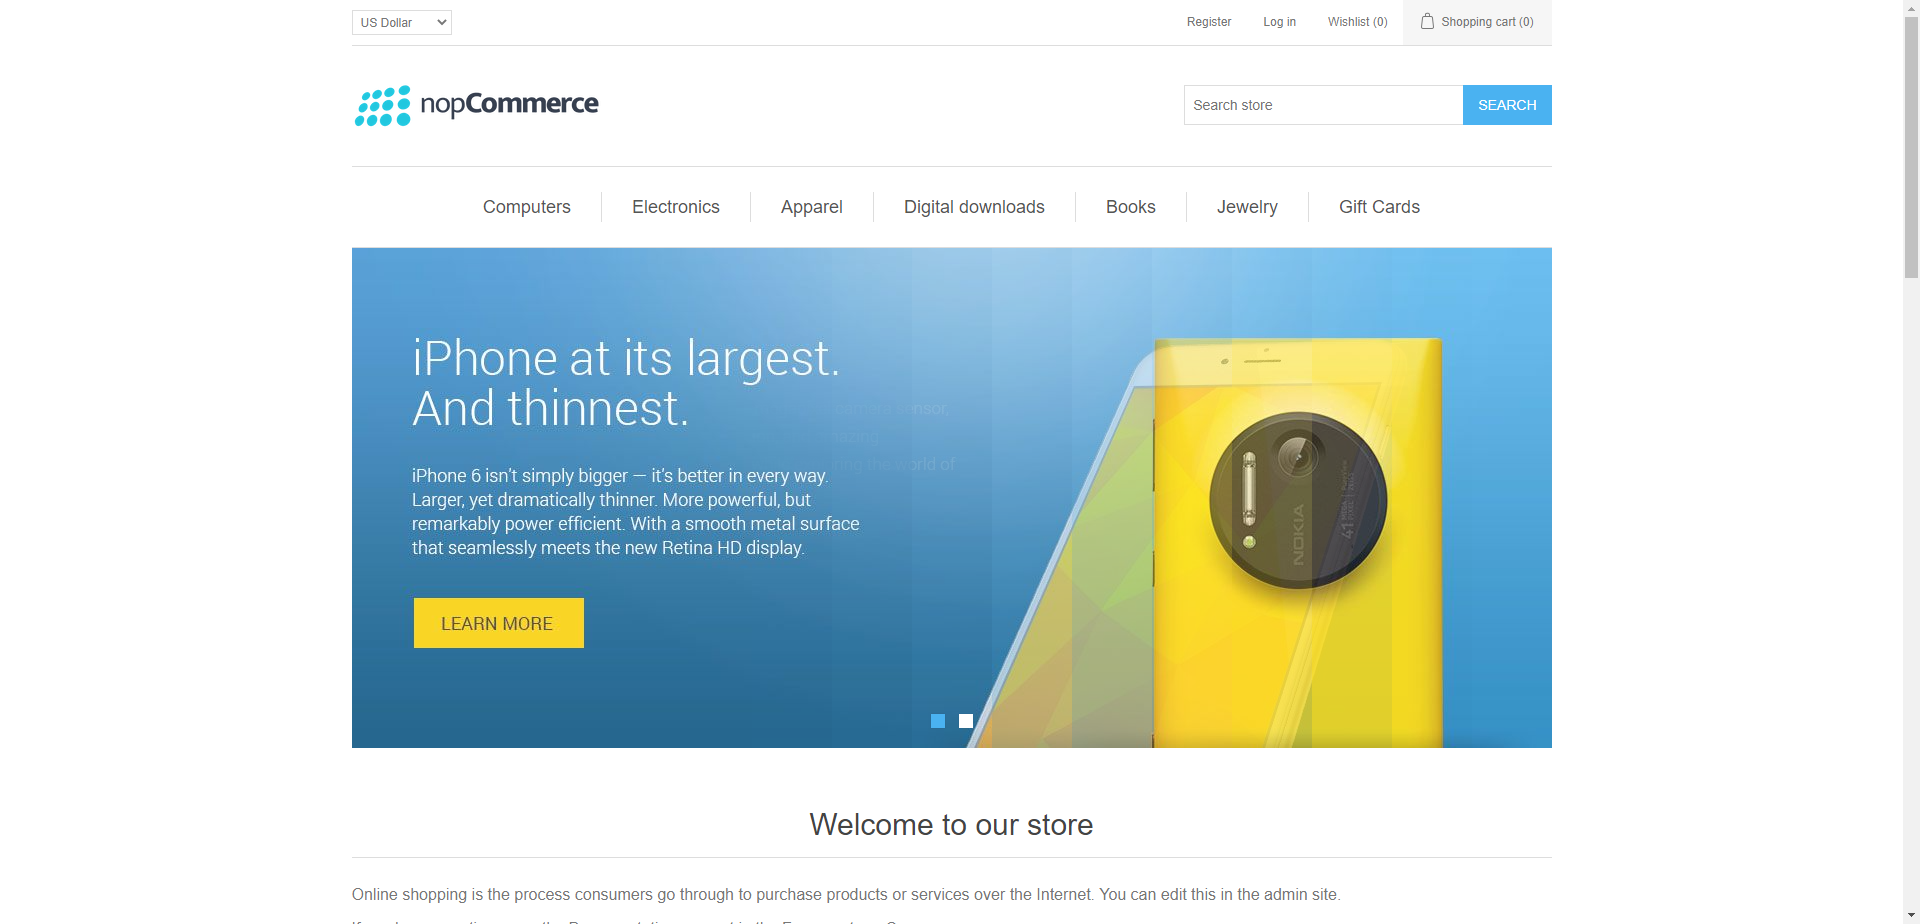 US Dollar
Register
Log in
Wishlist (0)
Shopping cart (0)
nopCommerce
Search store
SEARCH
Computers
Electronics
Apparel
Digital downloads
Books
Jewelry
Gift Cards
iPhone at its largest.
And thinnest.
iPhone 6 isn't simply bigger — it's better in every way.
Larger, yet dramatically thinner. More powerful, but
remarkably power efficient. With a smooth metal surface
that seamlessly meets the new Retina HD display.
LEARN MORE
NOKIA
41 MEGA PIXEL
Welcome to our store
Online shopping is the process consumers go through to purchase products or services over the Internet. You can edit this in the admin site.